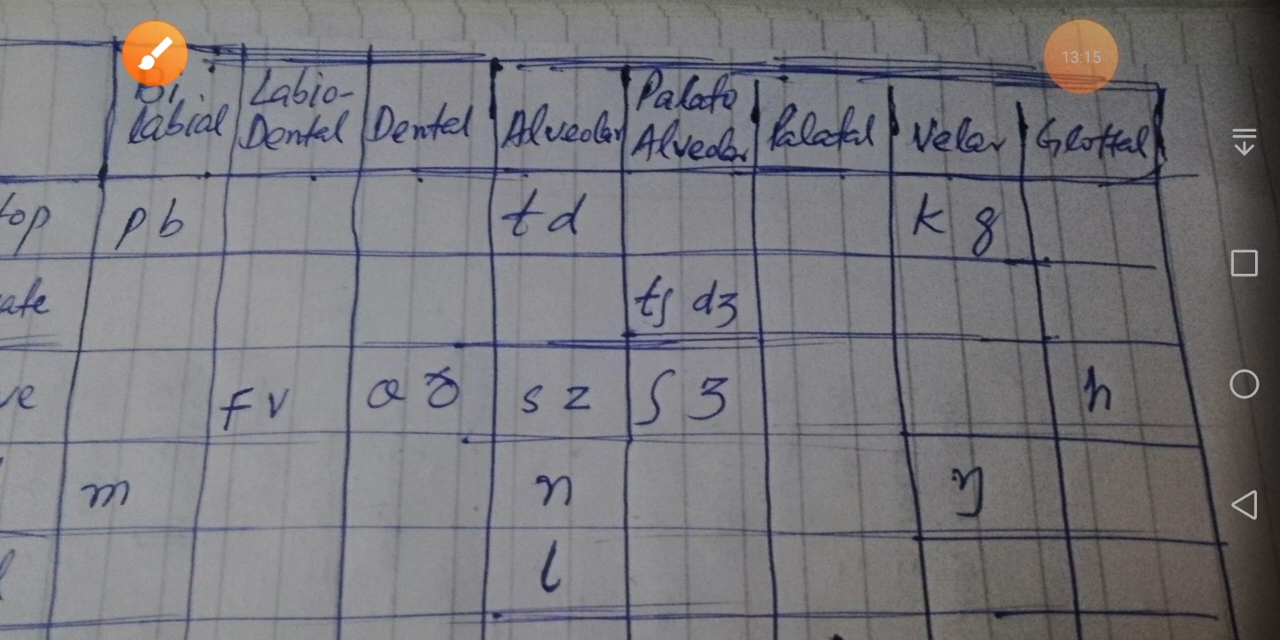 13:15
Bi.
labial
Labio-
Dental
Dental
Alveolar
Palato
Alveolar
Palatal
Velar
Glottal
top p b t d k g
ate tʃ dʒ
ve f v θ ð s z ʃ ʒ h
m n ŋ
l l